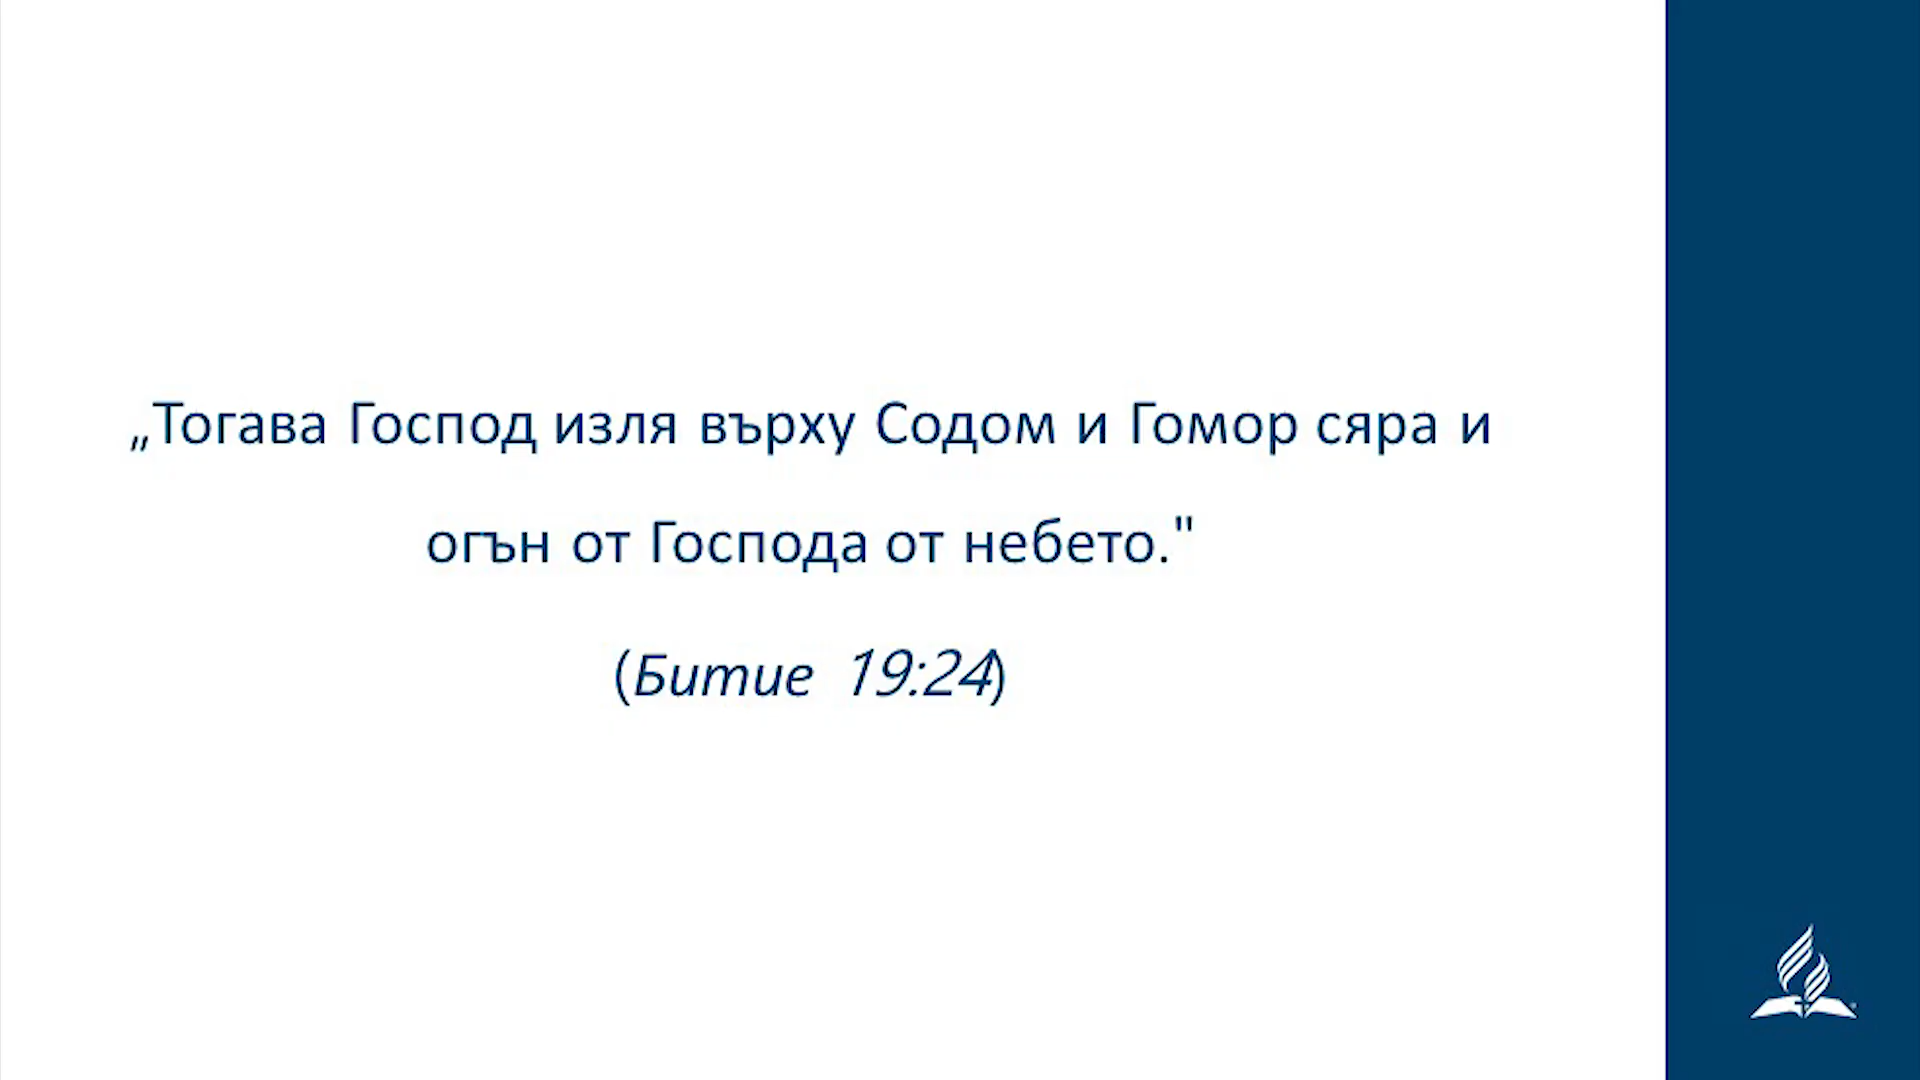 „Тогава Господ изля върху Содом и Гомор сяра и
огън от Господа от небето."
(Битие 19:24)